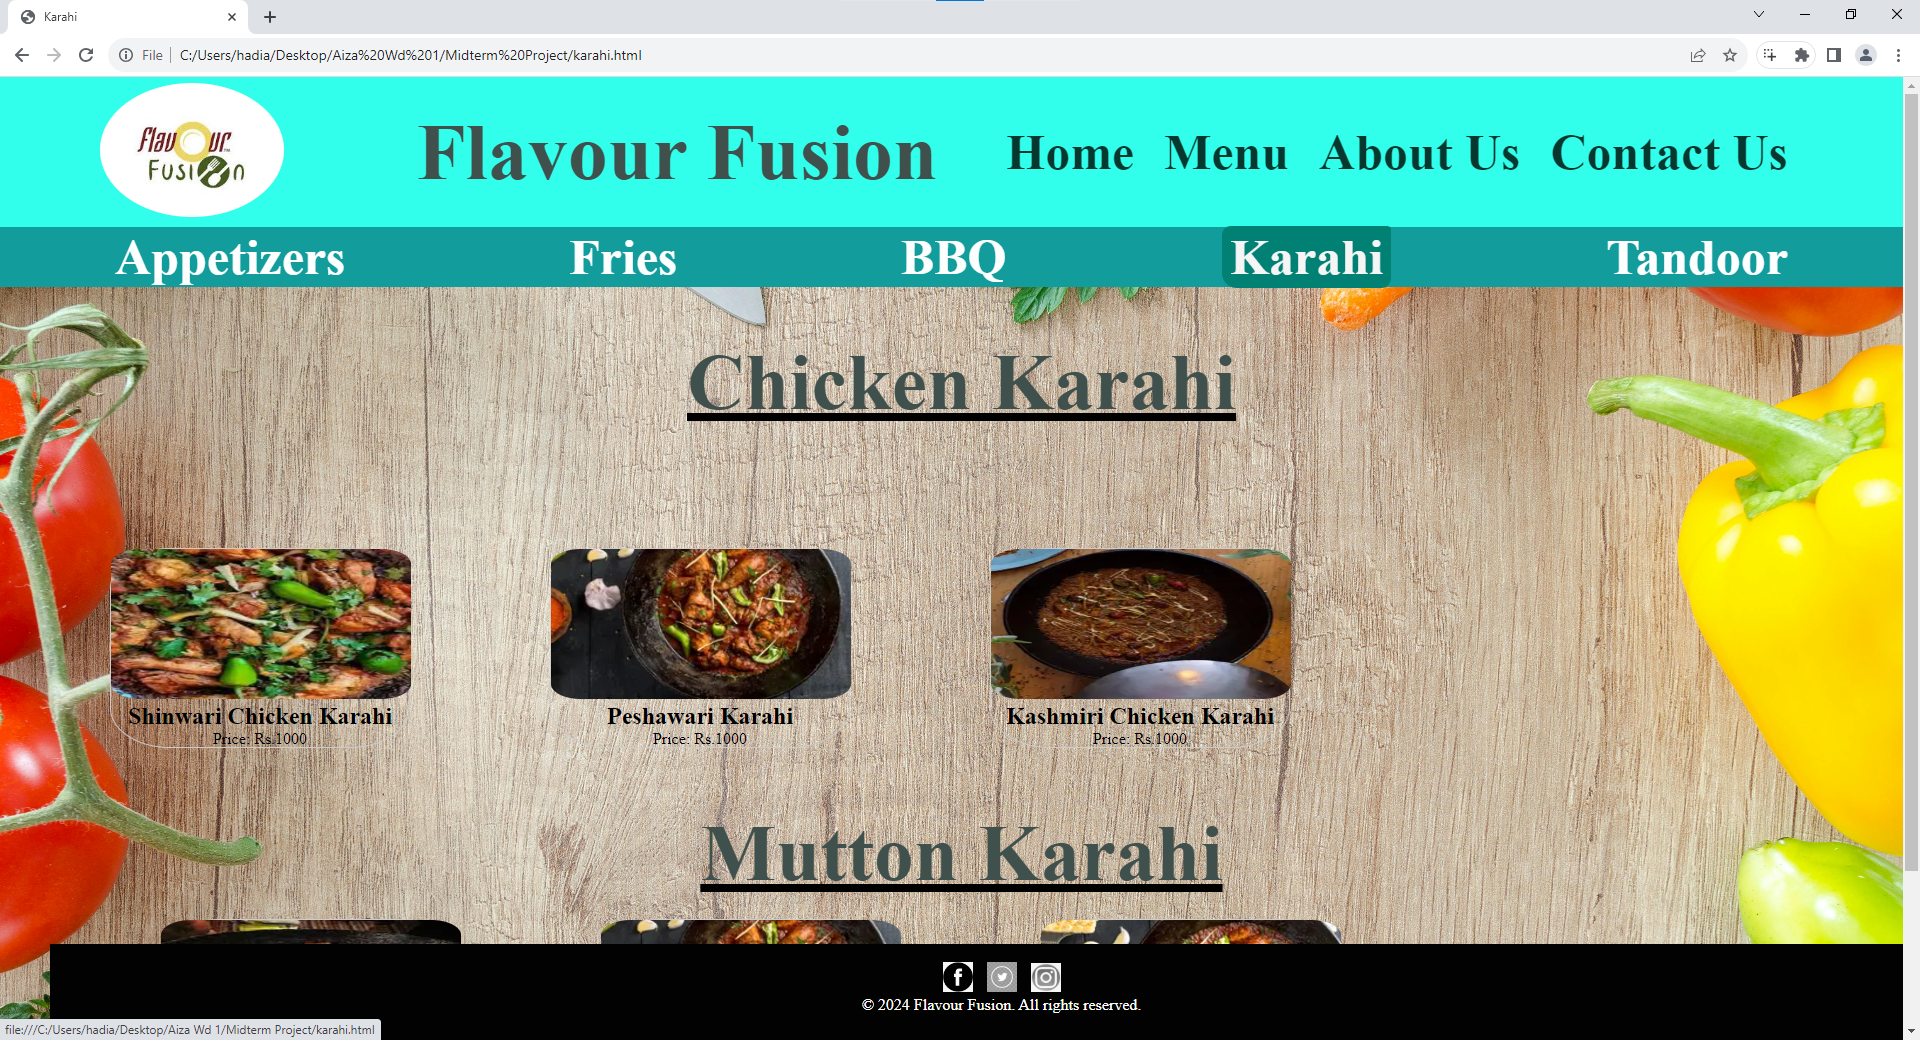 Karahi
File
C:/Users/hadia/Desktop/Aiza%20Wd%201/Midterm%20Project/karahi.html
flavour
Fusion
Flavour Fusion
Home Menu About Us Contact Us
Appetizers Fries BBQ Karahi Tandoor
Chicken Karahi
Shinwari Chicken Karahi
Price: Rs.1000
Peshawari Karahi
Price: Rs.1000
Kashmiri Chicken Karahi
Price: Rs.1000
Mutton Karahi
© 2024 Flavour Fusion. All rights reserved.
file:///C:/Users/hadia/Desktop/Aiza Wd 1/Midterm Project/karahi.html